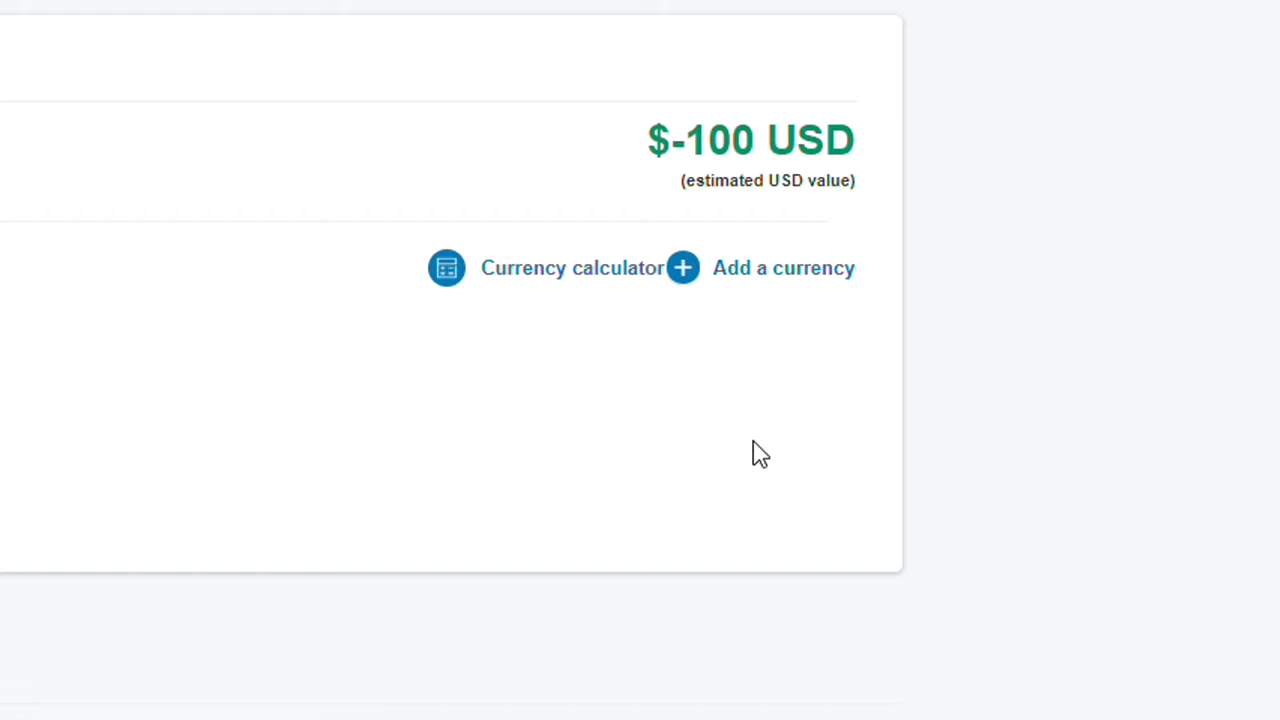 $-100 USD
(estimated USD value)
Currency calculator Add a currency